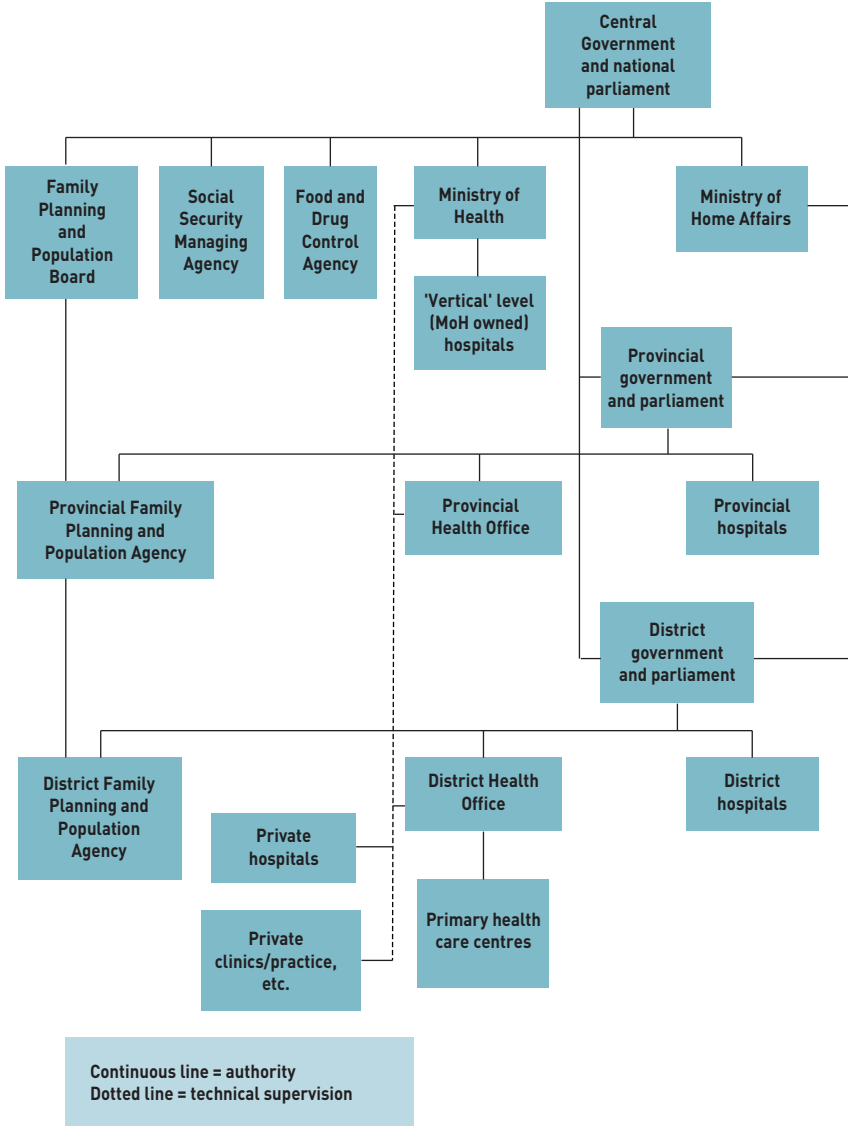 Central
Government
and national
parliament
Family
Planning
and
Population
Board
Social
Security
Managing
Agency
Food and
Drug
Control
Agency
Ministry of
Health
Ministry of
Home Affairs
'Vertical' level
(MoH owned)
hospitals
Provincial
government
and parliament
Provincial Family
Planning and
Population Agency
Provincial
Health Office
Provincial
hospitals
District
government
and parliament
District Family
Planning and
Population
Agency
District Health
Office
District
hospitals
Private
hospitals
Primary health
care centres
Private
clinics/practice,
etc.
Continuous line = authority
Dotted line = technical supervision